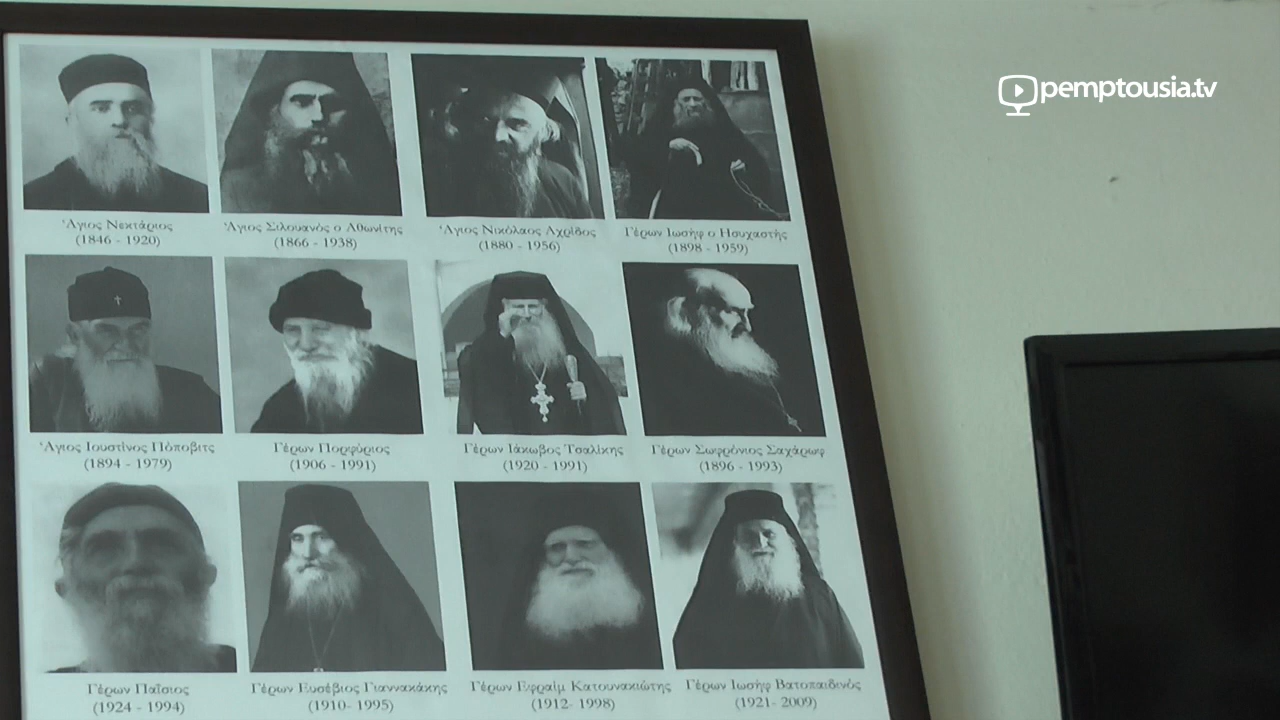 pemptousia.tv
Άγιος Νεκτάριος
(1846 - 1920)
Άγιος Σιλουανός ο Αθωνίτης
(1866 - 1938)
Άγιος Νικόλαος Αχρίδος
(1880 - 1956)
Γέρων Ιωσήφ ο Ησυχαστής
(1898 - 1959)
Άγιος Ιουστίνος Πόποβιτς
(1894 - 1979)
Γέρων Πορφύριος
(1906 - 1991)
Γέρων Ιάκωβος Τσαλίκης
(1920 - 1991)
Γέρων Σωφρόνιος Σαχάρωφ
(1896 - 1993)
Γέρων Παΐσιος
(1924 - 1994)
Γέρων Ευσέβιος Γιαννακάκης
(1910 - 1995)
Γέρων Εφραίμ Κατουνακιώτης
(1912- 1998)
Γέρων Ιωσήφ Βατοπαιδινός
(1921- 2009)